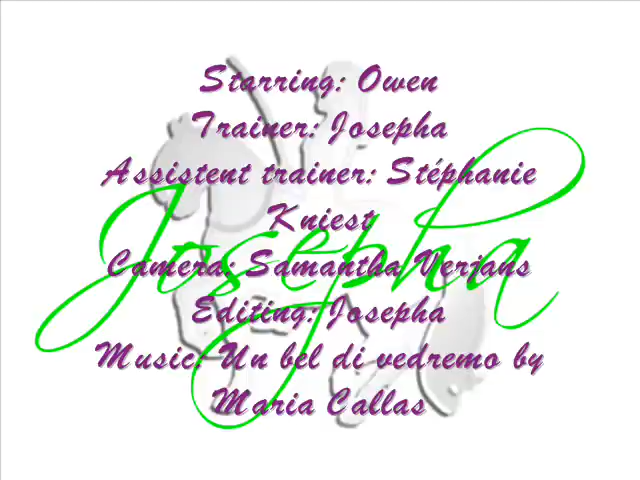 Starring: Owen
Trainer: Josepha
Assistent trainer: Stéphanie
Kniest
Camera: Samantha Verjans
Editing: Josepha
Music: Un bel di vedremo by
Maria Callas
Josepha